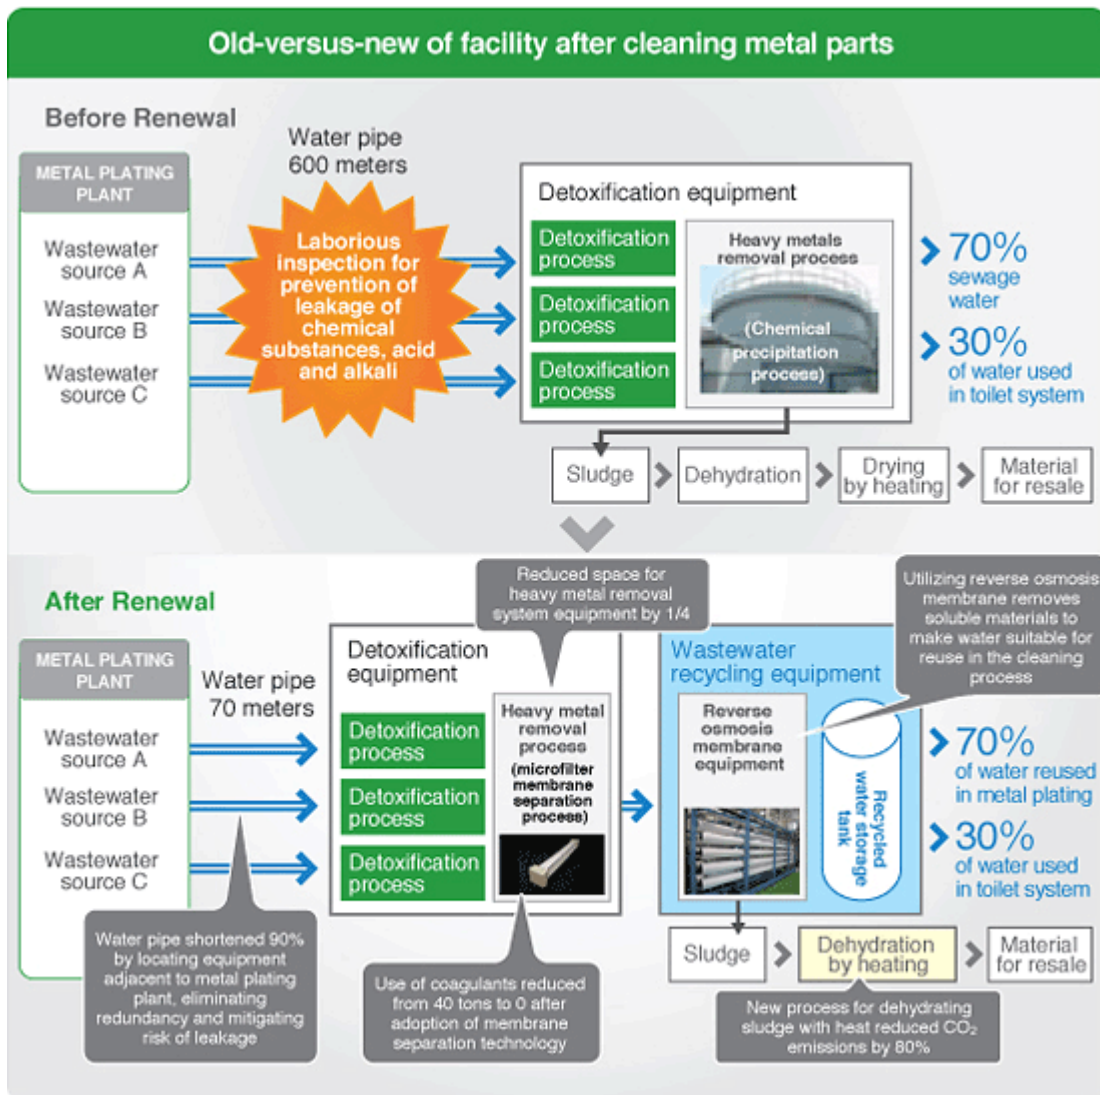 Old-versus-new of facility after cleaning metal parts
Before Renewal
METAL PLATING
PLANT
Wastewater
source A
Wastewater
source B
Wastewater
source C
Water pipe
600 meters
Laborious
inspection for
prevention of
leakage of
chemical
substances, acid
and alkali
Detoxification equipment
Detoxification
process
Detoxification
process
Detoxification
process
Heavy metals
removal process
(Chemical
precipitation
process)
70%
sewage
water
30%
of water used
in toilet system
Sludge
Dehydration
Drying
by heating
Material
for resale
After Renewal
METAL PLATING
PLANT
Wastewater
source A
Wastewater
source B
Wastewater
source C
Water pipe
70 meters
Water pipe shortened 90%
by locating equipment
adjacent to metal plating
plant, eliminating
redundancy and mitigating
risk of leakage
Detoxification
equipment
Detoxification
process
Detoxification
process
Detoxification
process
Reduced space for
heavy metal removal
system equipment by 1/4
Heavy metal
removal
process
(microfilter
membrane
separation
process)
Use of coagulants reduced
from 40 tons to 0 after
adoption of membrane
separation technology
Wastewater
recycling equipment
Reverse
osmosis
membrane
equipment
Recycled
water storage
tank
Utilizing reverse osmosis
membrane removes
soluble materials to
make water suitable for
reuse in the cleaning
process
70%
of water reused
in metal plating
30%
of water used
in toilet system
Sludge
Dehydration
by heating
Material
for resale
New process for dehydrating
sludge with heat reduced CO₂
emissions by 80%